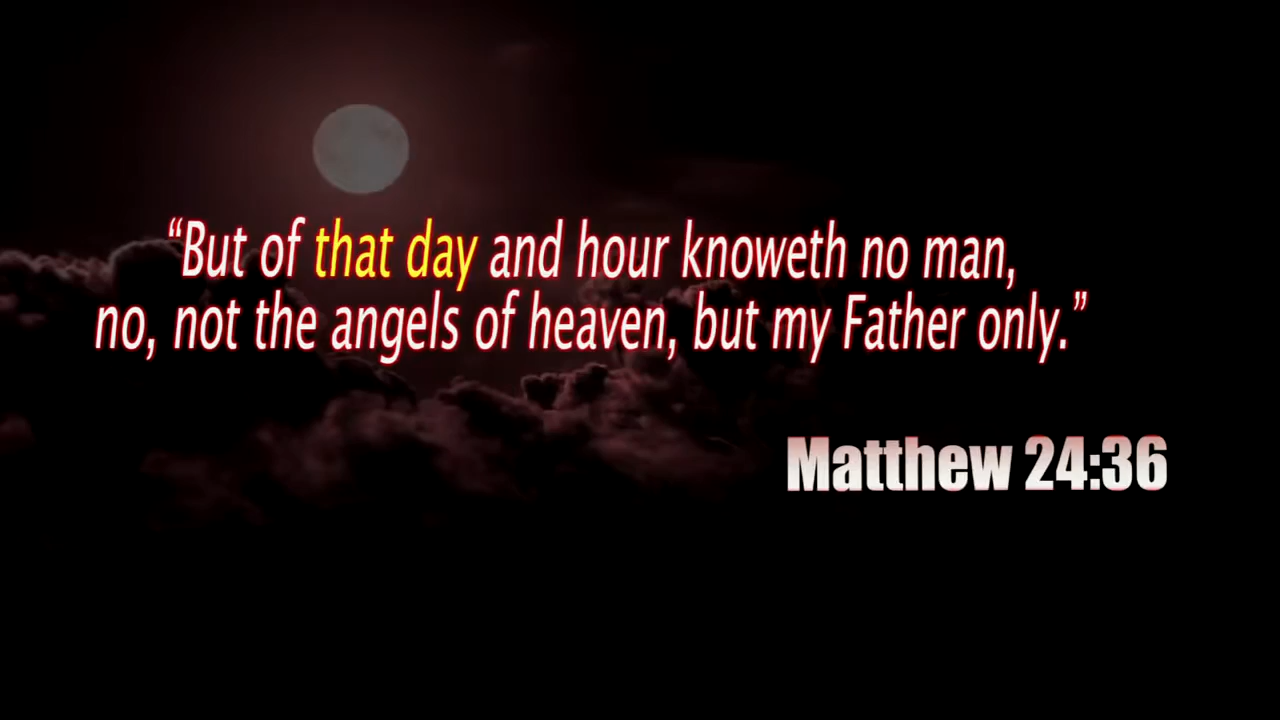 “But of that day and hour knoweth no man,
no, not the angels of heaven, but my Father only.”
Matthew 24:36